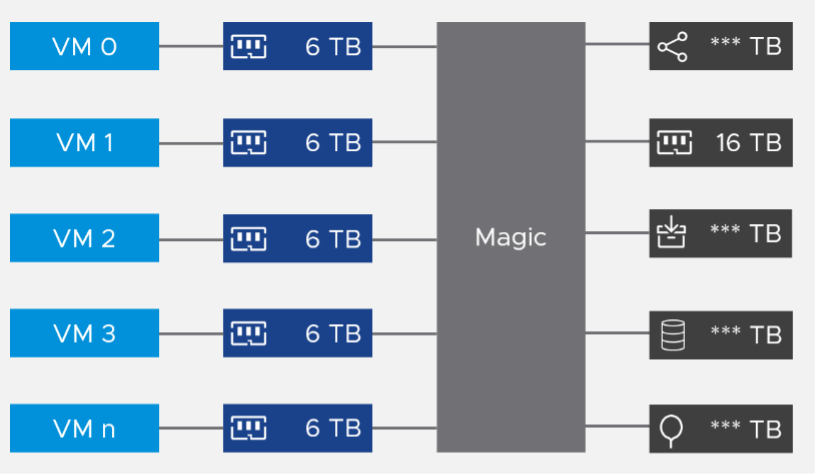 VM 0 6 TB *** TB
VM 1 6 TB 16 TB
VM 2 6 TB Magic *** TB
VM 3 6 TB *** TB
VM n 6 TB *** TB